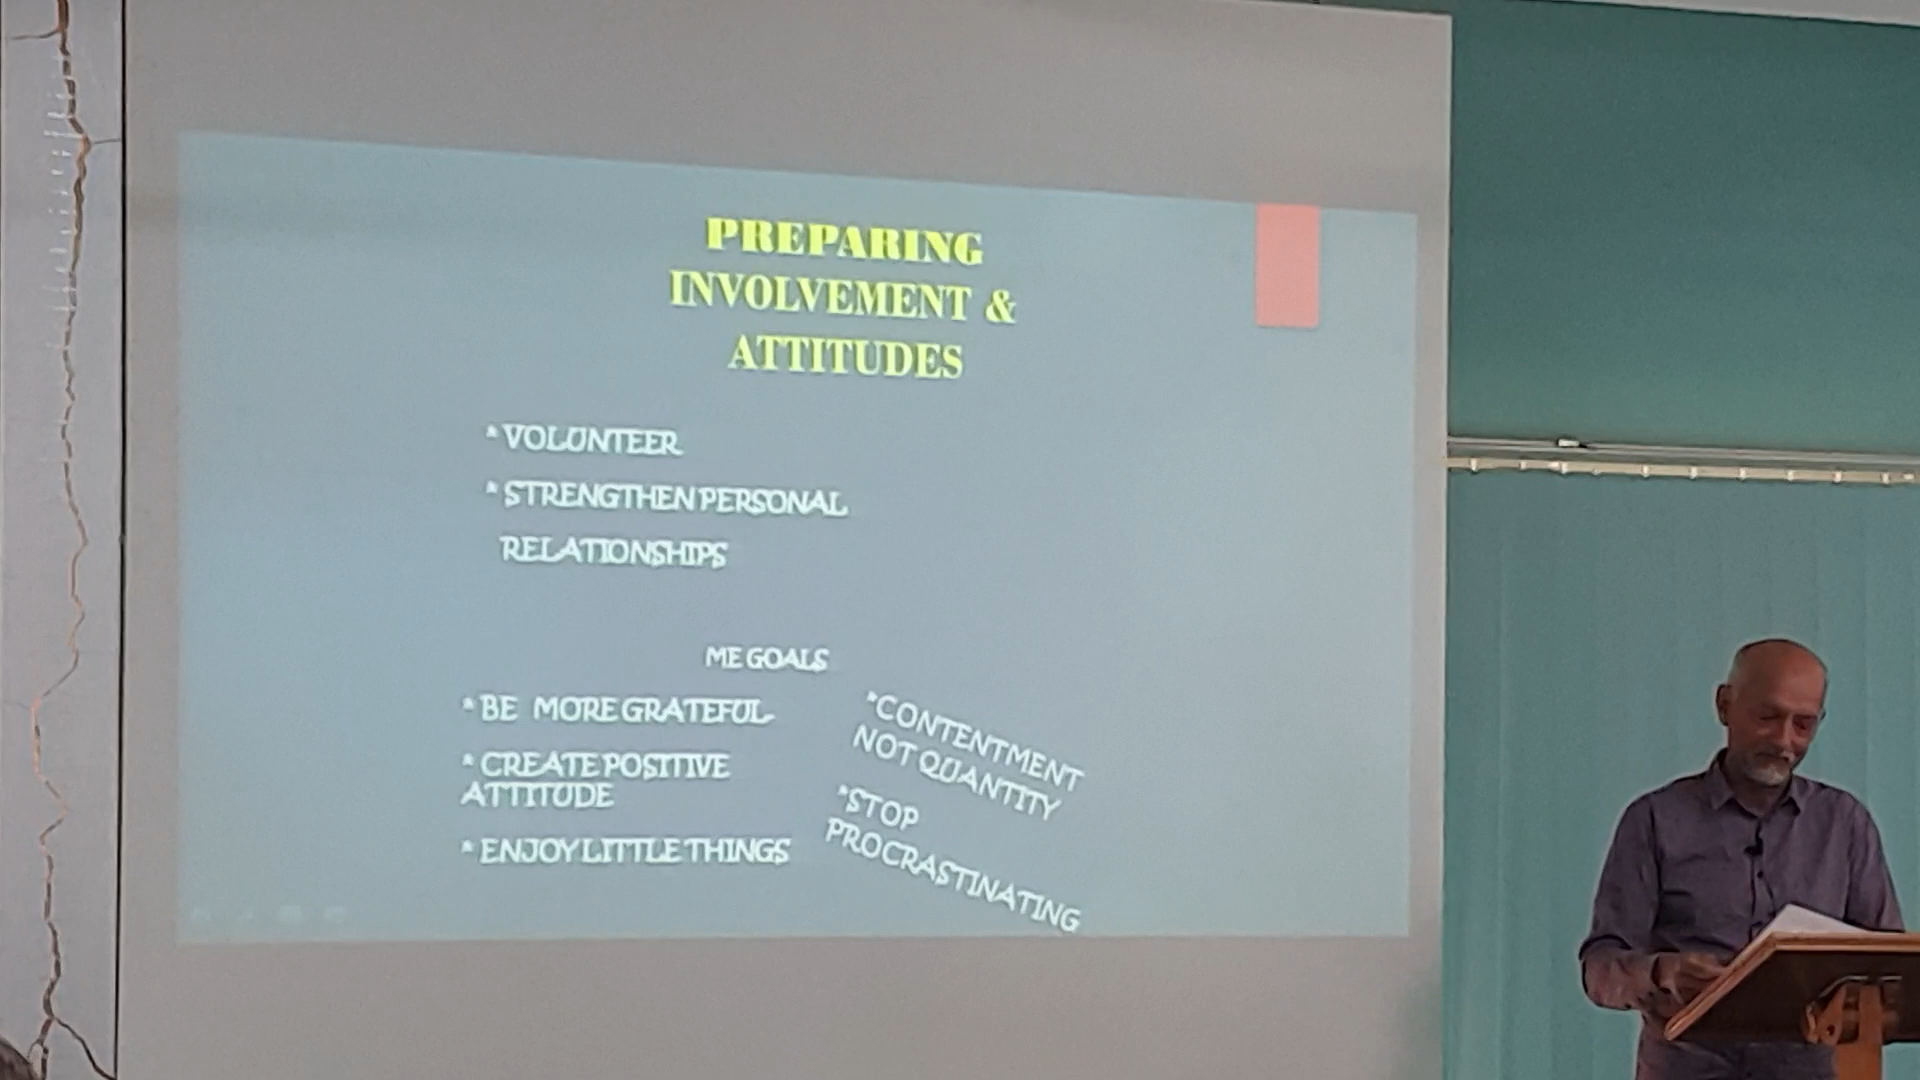 PREPARING
INVOLVEMENT &
ATTITUDES
* VOLUNTEER
* STRENGTHEN PERSONAL
RELATIONSHIPS
ME GOALS
* BE MORE GRATEFUL
* CREATE POSITIVE
ATTITUDE
* ENJOY LITTLE THINGS
*CONTENTMENT
NOT QUANTITY
*STOP
PROCRASTINATING